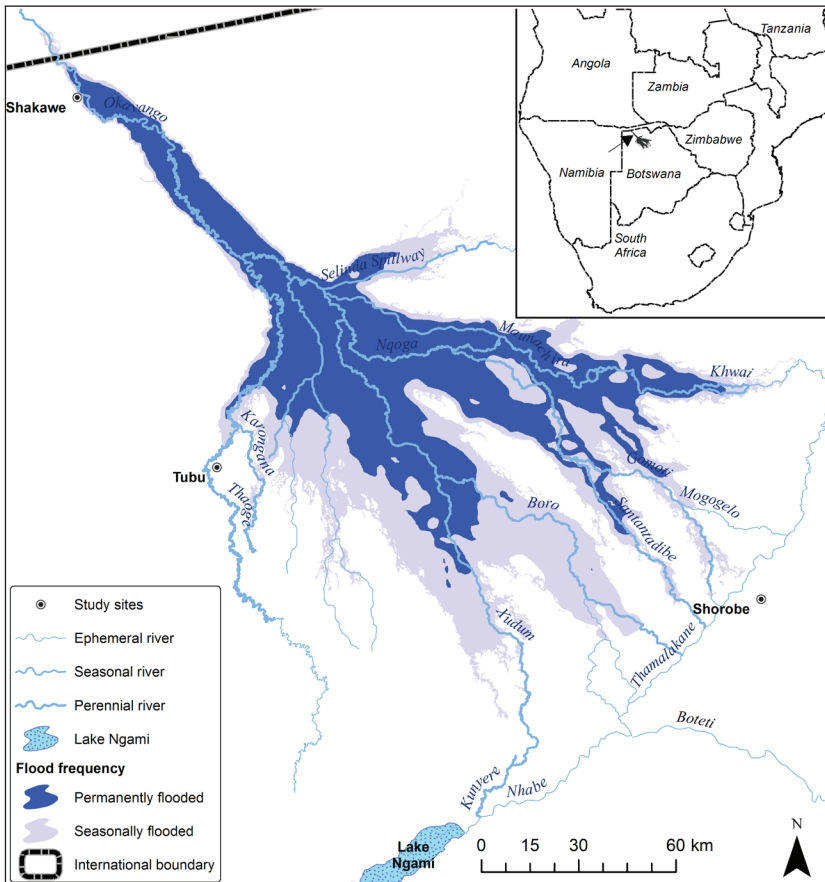 Tanzania
Angola
Zambia
Zimbabwe
Namibia
Botswana
South
Africa
Shakawe
Okavango
Selinda Spillway
Maunachira
Nqoga
Khwai
Karongana
Tubu
Thaoge
Gomoti
Mogogelo
Boro
Santantadibe
Shorobe
Xudum
Thamalakane
Boteti
Kunyere
Nhabe
Lake
Ngami
Study sites
Ephemeral river
Seasonal river
Perennial river
Lake Ngami
Flood frequency
Permanently flooded
Seasonally flooded
International boundary
0 15 30 60 km
N